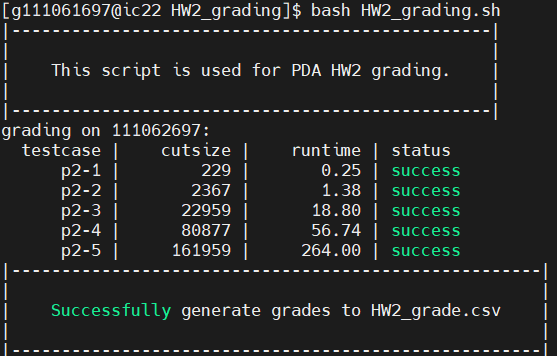 [g111061697@ic22 HW2_grading]$ bash HW2_grading.sh
|-----------------------------------------------|
|                                               |
|    This script is used for PDA HW2 grading.   |
|                                               |
|-----------------------------------------------|
grading on 111062697:
  testcase |    cutsize |    runtime | status
      p2-1 |        229 |       0.25 | success
      p2-2 |       2367 |       1.38 | success
      p2-3 |      22959 |      18.80 | success
      p2-4 |      80877 |      56.74 | success
      p2-5 |     161959 |     264.00 | success
|----------------------------------------------------|
|                                                    |
|    Successfully generate grades to HW2_grade.csv   |
|                                                    |
|----------------------------------------------------|